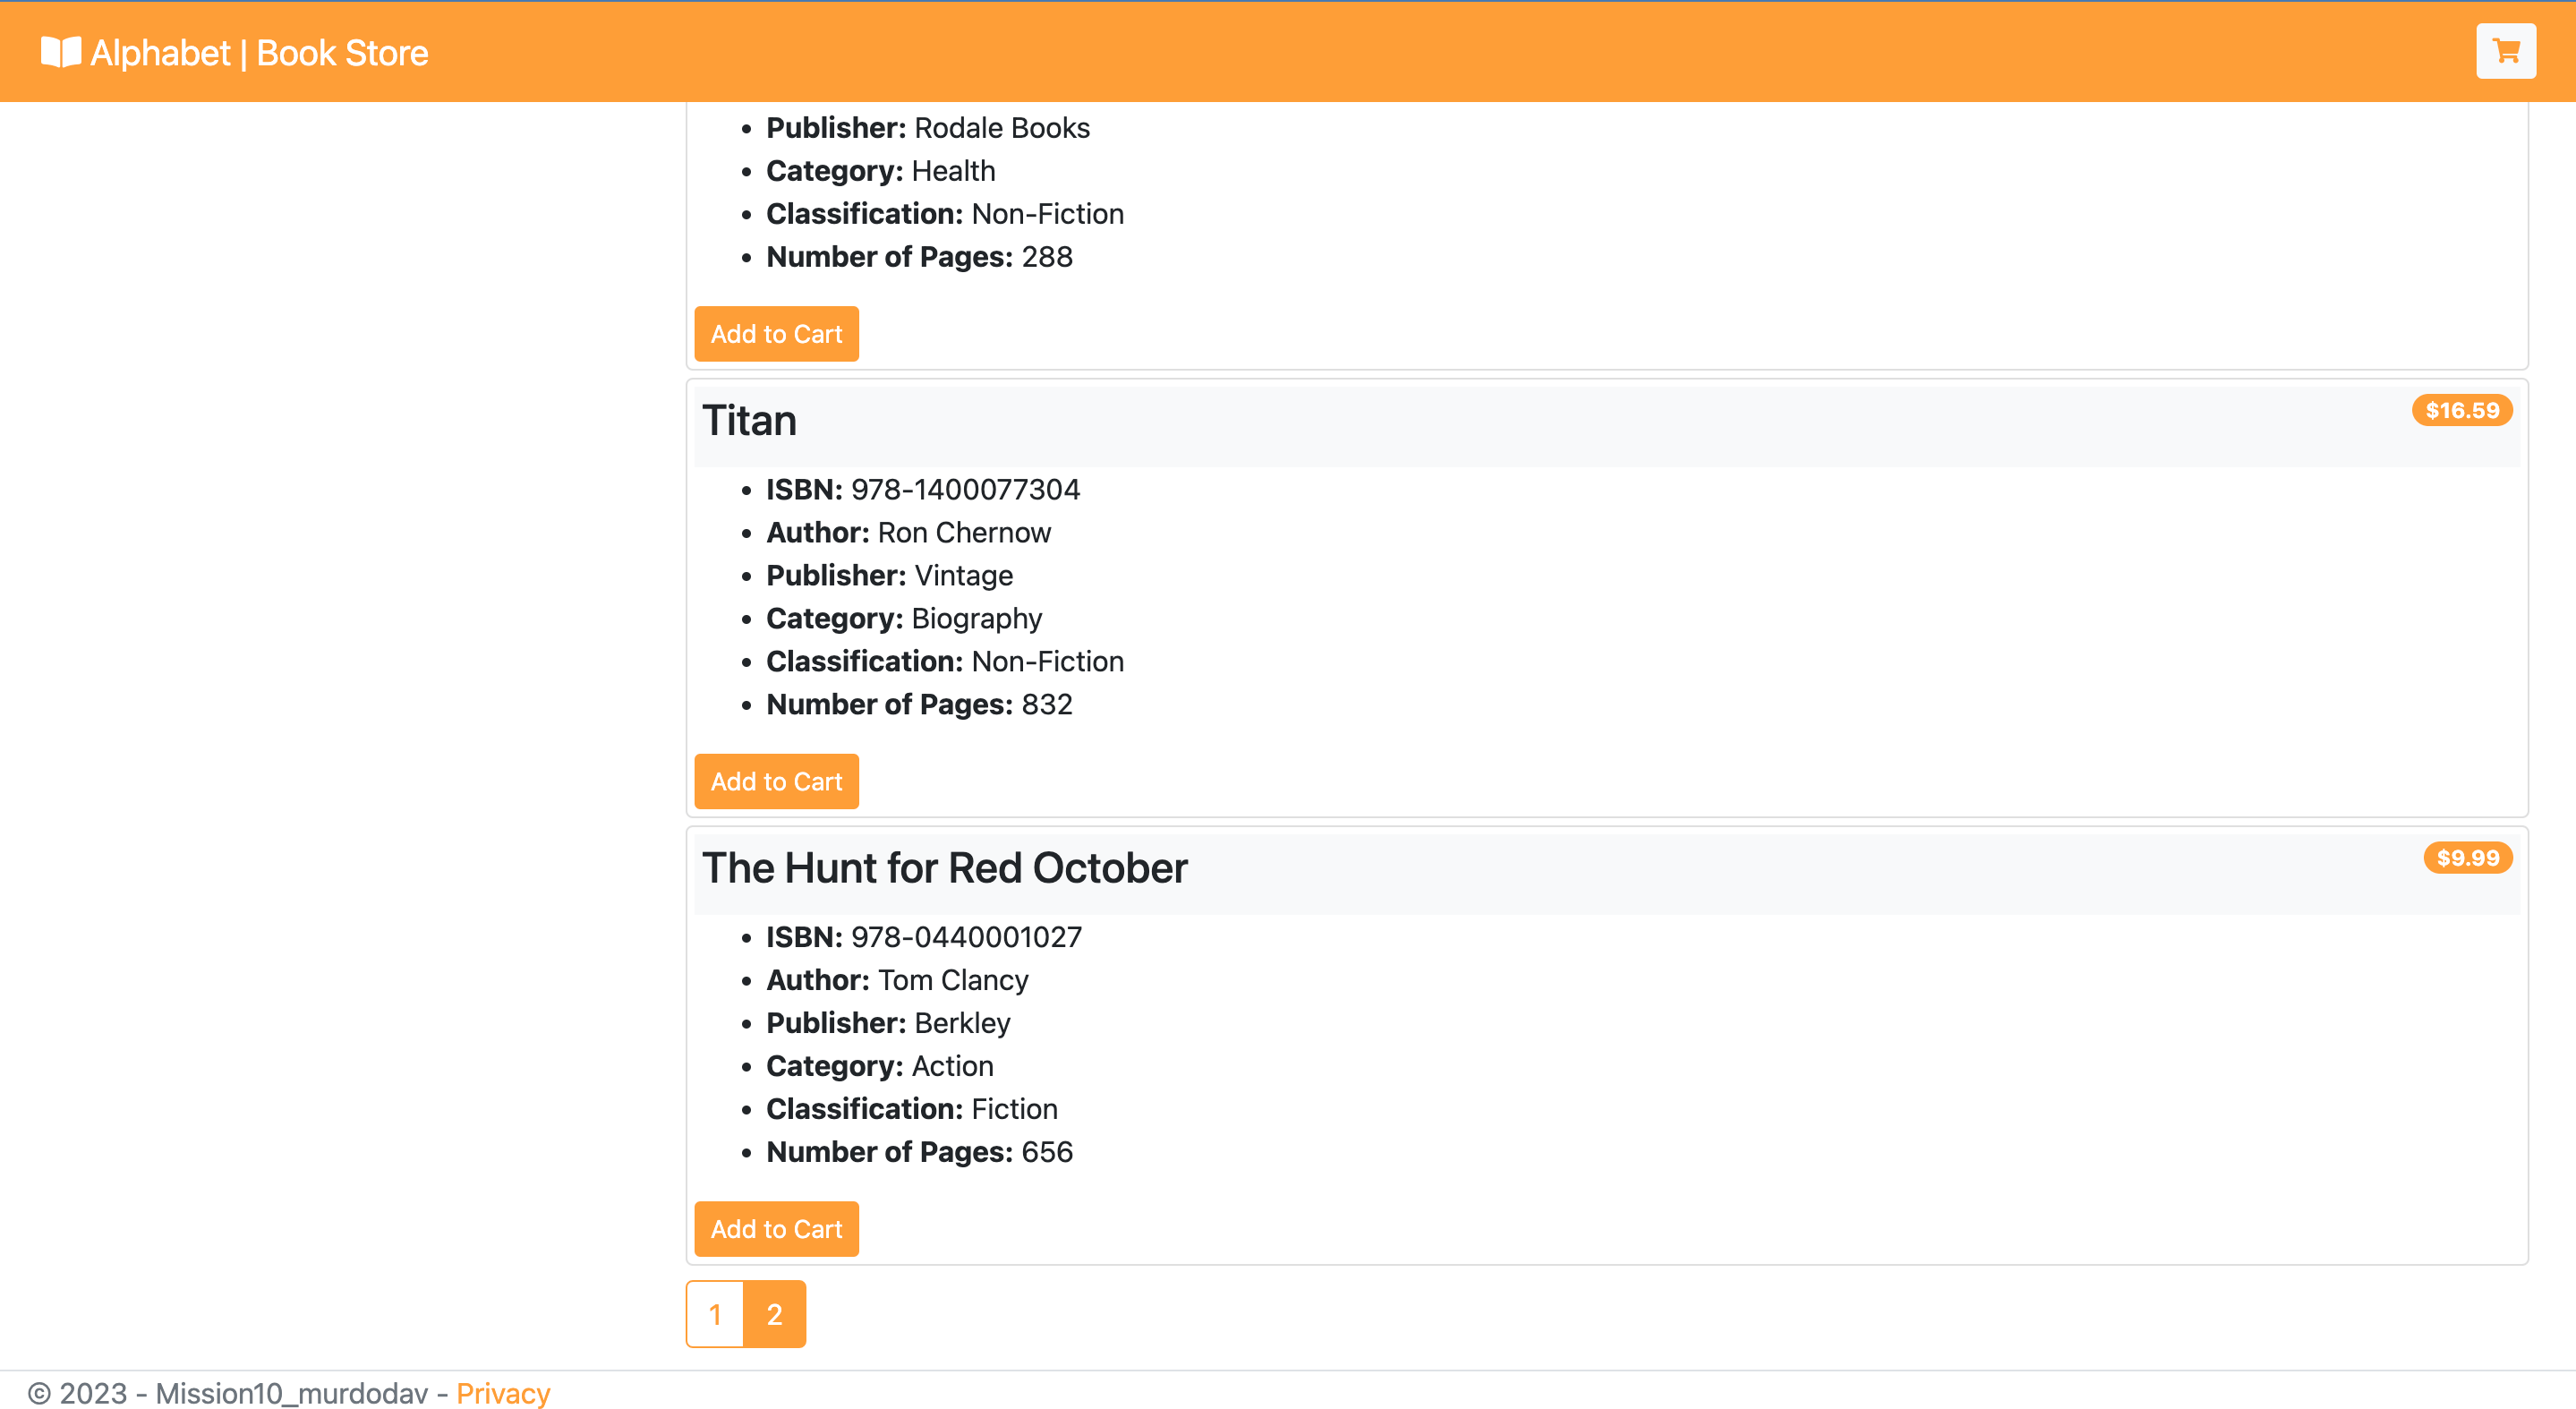 Alphabet | Book Store
Publisher: Rodale Books
Category: Health
Classification: Non-Fiction
Number of Pages: 288
Add to Cart
Titan
$16.59
ISBN: 978-1400077304
Author: Ron Chernow
Publisher: Vintage
Category: Biography
Classification: Non-Fiction
Number of Pages: 832
Add to Cart
The Hunt for Red October
$9.99
ISBN: 978-0440001027
Author: Tom Clancy
Publisher: Berkley
Category: Action
Classification: Fiction
Number of Pages: 656
Add to Cart
1 2
© 2023 - Mission10_murdodav - Privacy